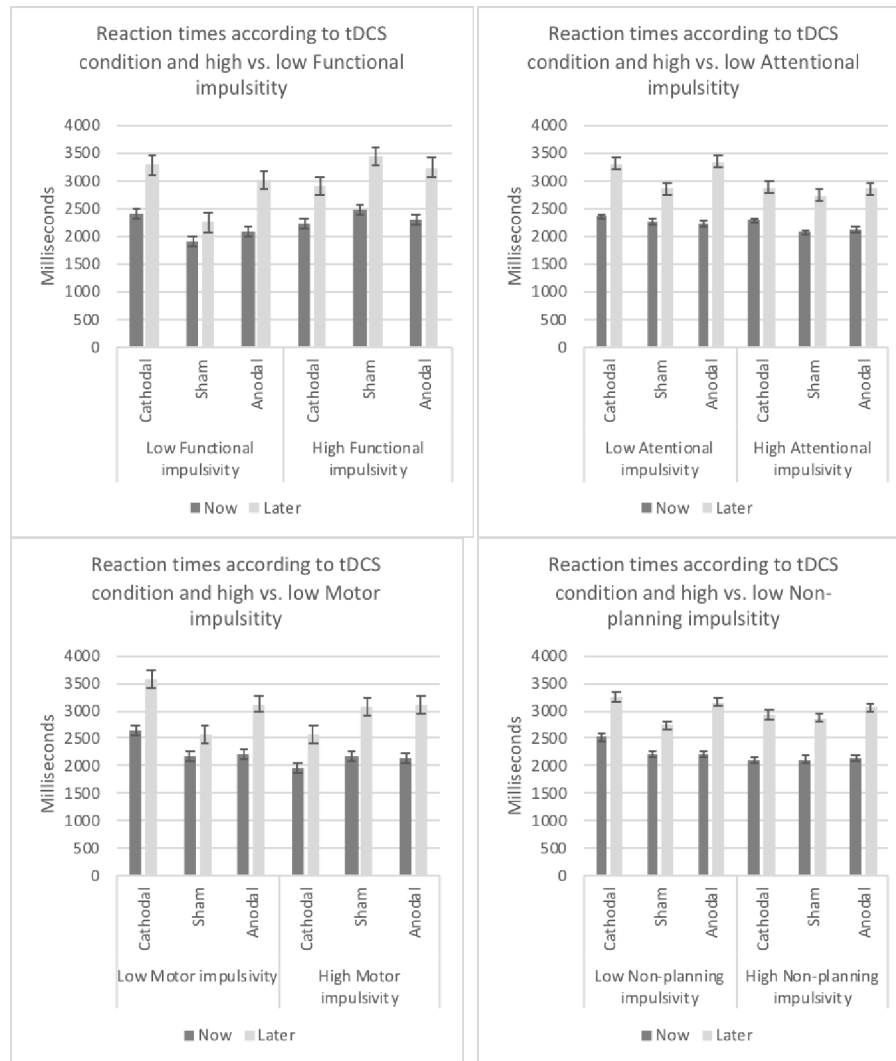 Reaction times according to tDCS
condition and high vs. low Functional
impulsitity
Milliseconds
4000
3500
3000
2500
2000
1500
1000
500
0
Cathodal
Sham
Anodal
Cathodal
Sham
Anodal
Low Functional
impulsivity
High Functional
impulsivity
Now
Later
Reaction times according to tDCS
condition and high vs. low Attentional
impulsitity
Milliseconds
4000
3500
3000
2500
2000
1500
1000
500
0
Cathodal
Sham
Anodal
Cathodal
Sham
Anodal
Low Atentional
impulsivity
High Attentional
impulsivity
Now
Later
Reaction times according to tDCS
condition and high vs. low Motor
impulsitity
Milliseconds
4000
3500
3000
2500
2000
1500
1000
500
0
Cathodal
Sham
Anodal
Cathodal
Sham
Anodal
Low Motor impulsivity
High Motor
impulsivity
Now
Later
Reaction times according to tDCS
condition and high vs. low Non-
planning impulsitity
Milliseconds
4000
3500
3000
2500
2000
1500
1000
500
0
Cathodal
Sham
Anodal
Cathodal
Sham
Anodal
Low Non-planning
impulsivity
High Non-planning
impulsivity
Now
Later